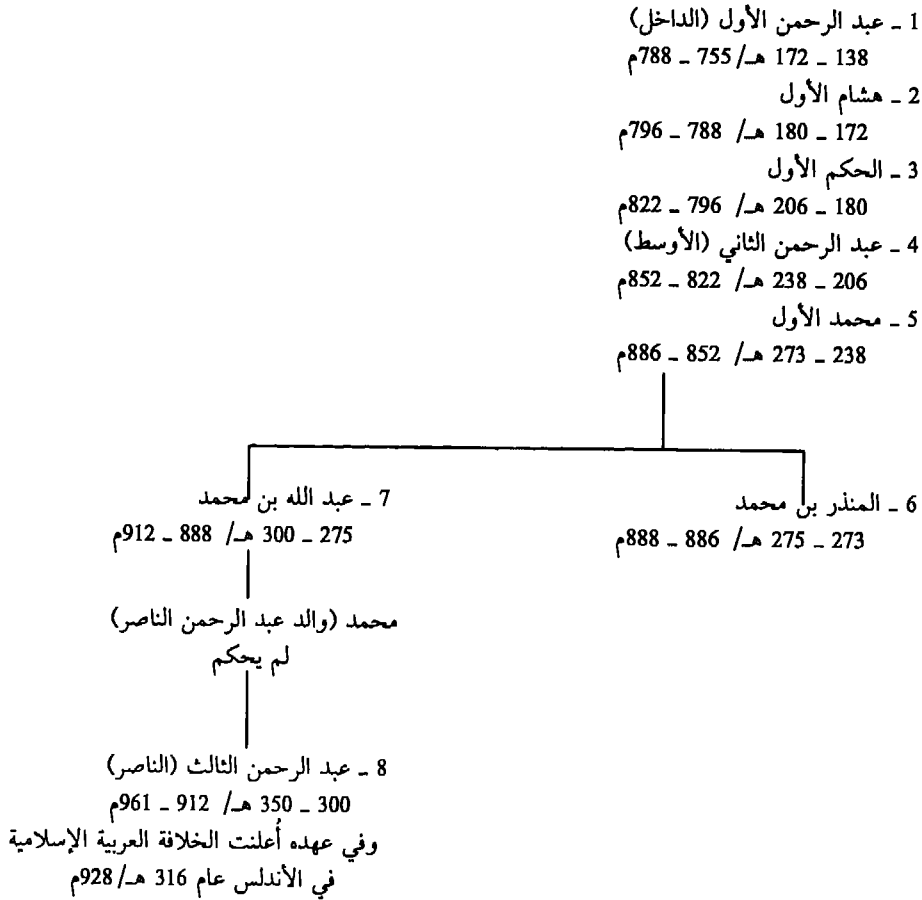 1 ـ عبد الرحمن الأول (الداخل)
138 ـ 172 هـ/ 755 ـ 788م
2 ـ هشام الأول
172 ـ 180 هـ/ 788 ـ 796م
3 ـ الحكم الأول
180 ـ 206 هـ/ 796 ـ 822م
4 ـ عبد الرحمن الثاني (الأوسط)
206 ـ 238 هـ/ 822 ـ 852م
5 ـ محمد الأول
238 ـ 273 هـ/ 852 ـ 886م
6 ـ المنذر بن محمد
273 ـ 275 هـ/ 886 ـ 888م
7 ـ عبد الله بن محمد
275 ـ 300 هـ/ 888 ـ 912م
محمد (والد عبد الرحمن الناصر)
لم يحكم
8 ـ عبد الرحمن الثالث (الناصر)
300 ـ 350 هـ/ 912 ـ 961م
وفي عهده أُعلنت الخلافة العربية الإسلامية
في الأندلس عام 316 هـ/ 928م